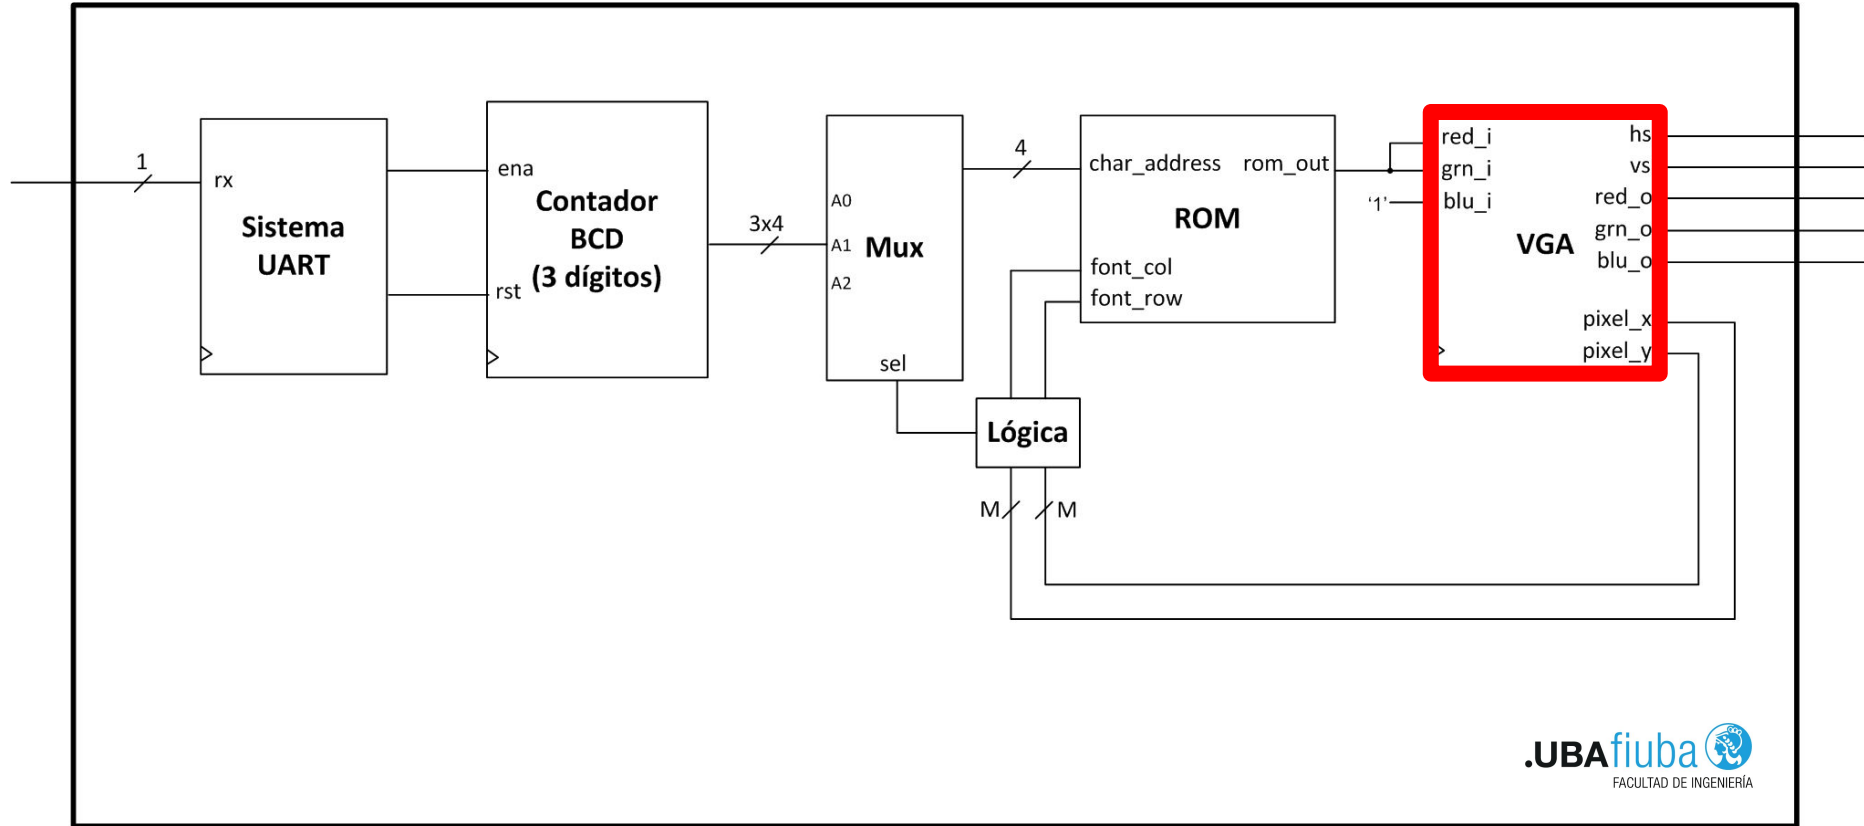 1
rx
Sistema
UART
ena
Contador
BCD
(3 dígitos)
rst
3x4
A0
A1
A2
Mux
sel
4
char_address
rom_out
ROM
font_col
font_row
Lógica
M
M
red_i
grn_i
'1'
blu_i
VGA
hs
vs
red_o
grn_o
blu_o
pixel_x
pixel_y
.UBAfiuba
FACULTAD DE INGENIERÍA